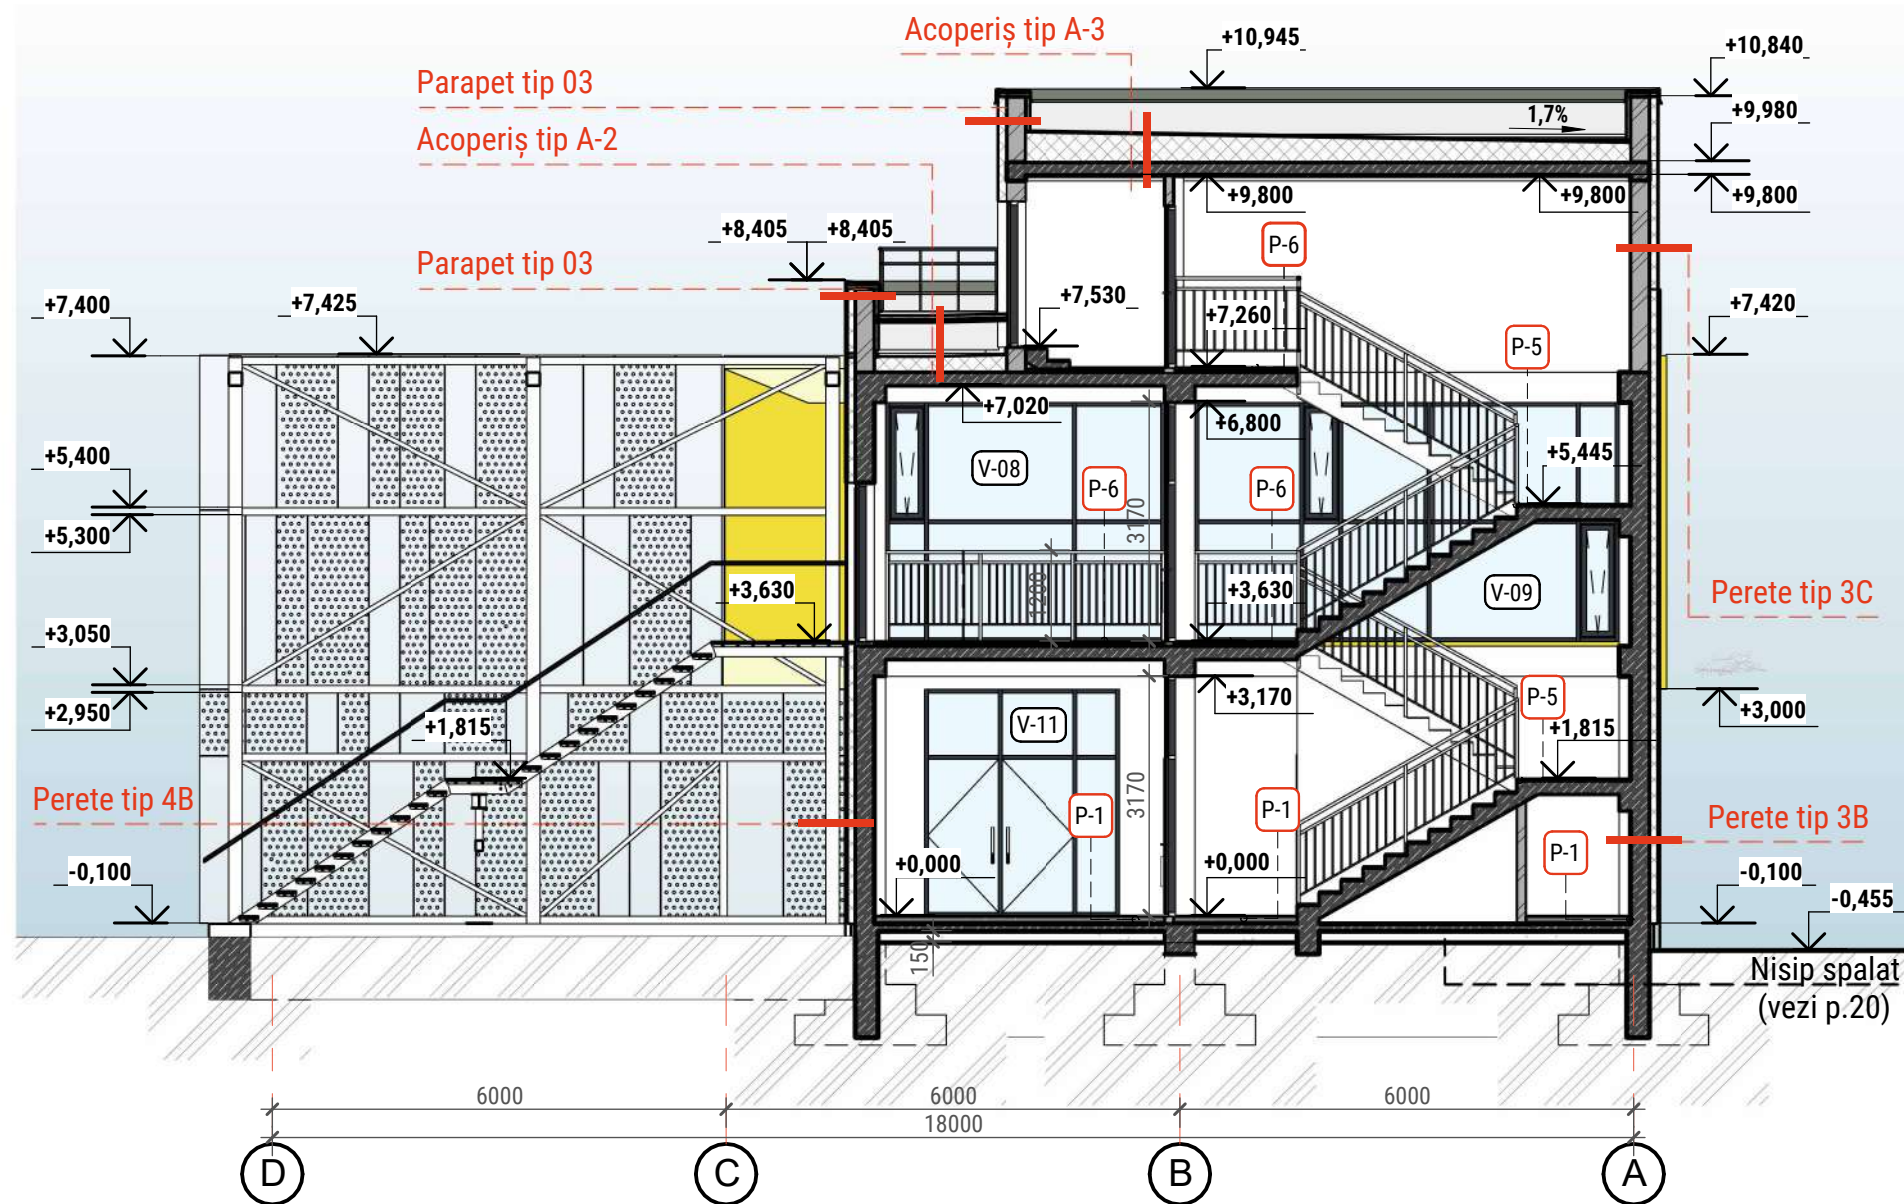 Acoperiș tip A-3
+10,945
+10,840
Parapet tip 03
1,7%
+9,980
Acoperiș tip A-2
+9,800
+9,800
+9,800
+8,405
+8,405
P-6
Parapet tip 03
+7,400
+7,425
+7,530
+7,260
+7,420
P-5
+7,020
+6,800
+5,400
V-08
P-6
P-6
+5,445
3170
+5,300
+3,630
1200
+3,630
V-09
Perete tip 3C
+3,050
+2,950
+3,170
P-5
+3,000
V-11
+1,815
+1,815
Perete tip 4B
P-1
3170
P-1
Perete tip 3B
P-1
-0,100
+0,000
+0,000
-0,100
-0,455
150
Nisip spalat
(vezi p.20)
6000
6000
6000
18000
D
C
B
A